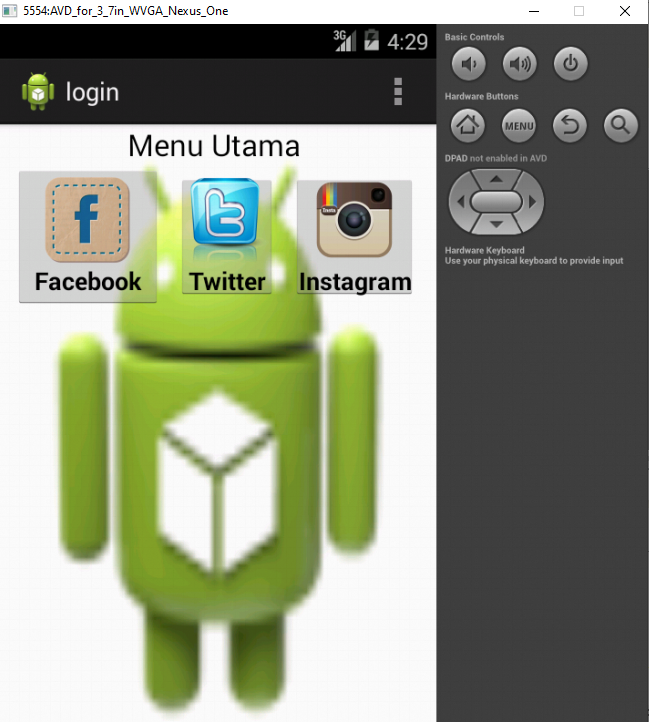 5554:AVD_for_3_7in_WVGA_Nexus_One
3G
4:29
login
Menu Utama
Facebook
Twitter
Instagram
Basic Controls
Hardware Buttons
MENU
DPAD not enabled in AVD
Hardware Keyboard
Use your physical keyboard to provide input